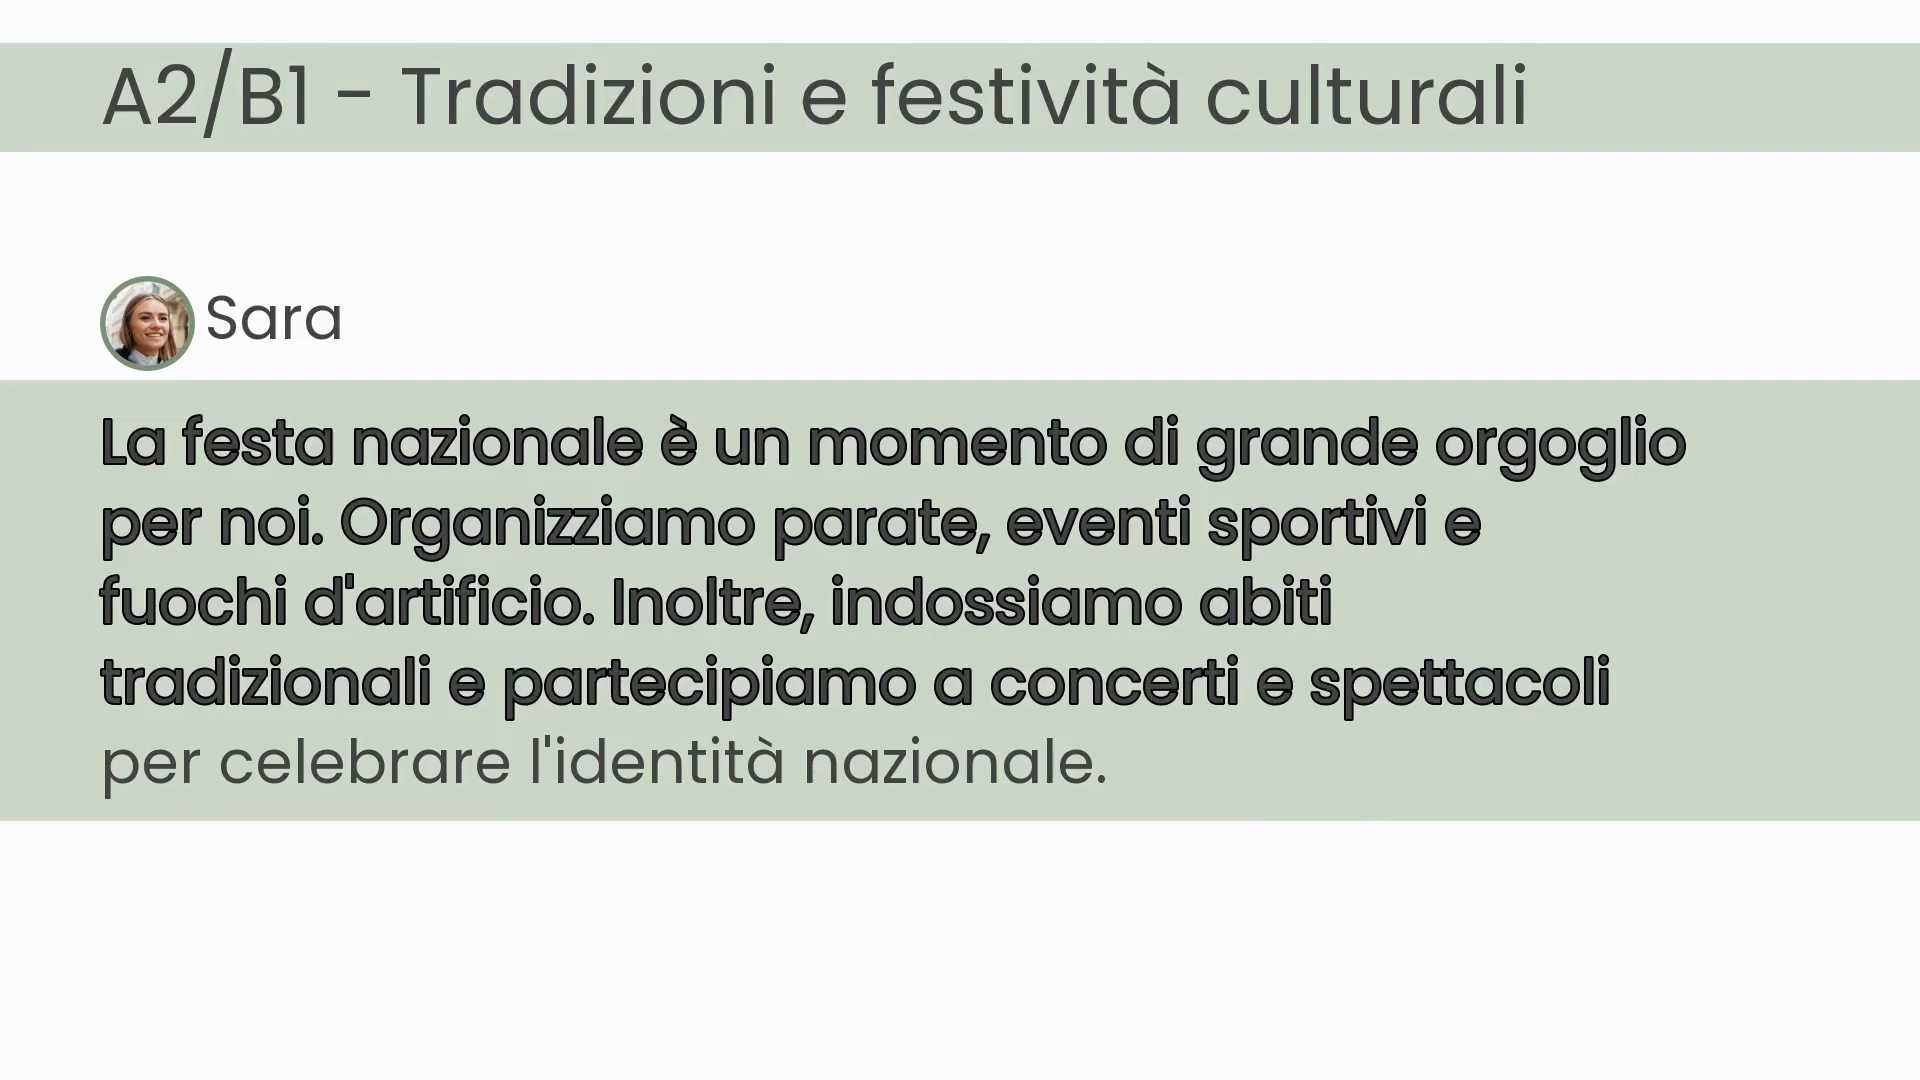 A2/B1 - Tradizioni e festività culturali
Sara
La festa nazionale è un momento di grande orgoglio
per noi. Organizziamo parate, eventi sportivi e
fuochi d'artificio. Inoltre, indossiamo abiti
tradizionali e partecipiamo a concerti e spettacoli
per celebrare l'identità nazionale.